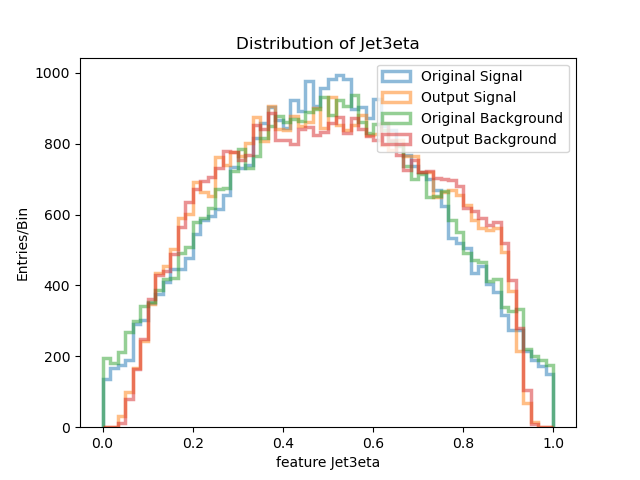 Distribution of Jet3eta
Original Signal
Output Signal
Original Background
Output Background
Entries/Bin
1000
800
600
400
200
0
0.0 0.2 0.4 0.6 0.8 1.0
feature Jet3eta